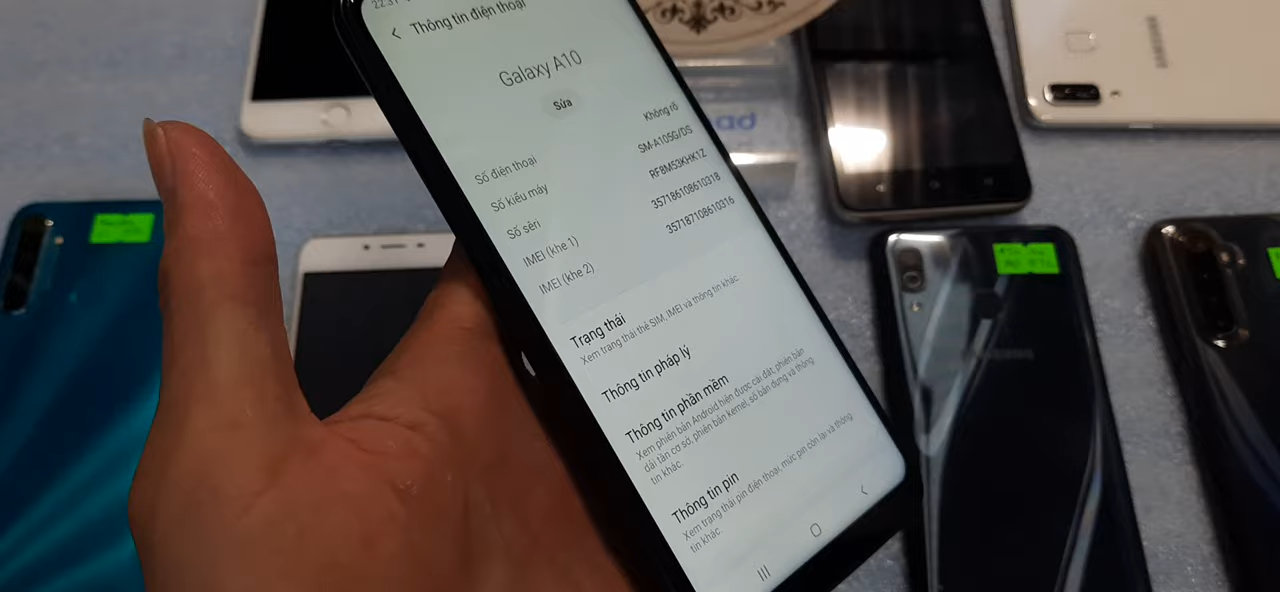 22:37
Thông tin điện thoại
Galaxy A10
Sửa
Số điện thoại Không rõ
Số kiểu máy SM-A105G/DS
Số sêri RF8M53KHK1Z
IMEI (khe 1) 357186108610318
IMEI (khe 2) 357187108610316
Trạng thái
Xem trạng thái thẻ SIM, IMEI và thông tin khác.
Thông tin pháp lý
Thông tin phần mềm
Xem phiên bản Android hiện được cài đặt, phiên bản
dải tần cơ sở, phiên bản kernel, số bản dựng và thông
tin khác.
Thông tin pin
Xem trạng thái pin điện thoại, mức pin còn lại và thông
tin khác.
SAMSUNG
SAMSUNG